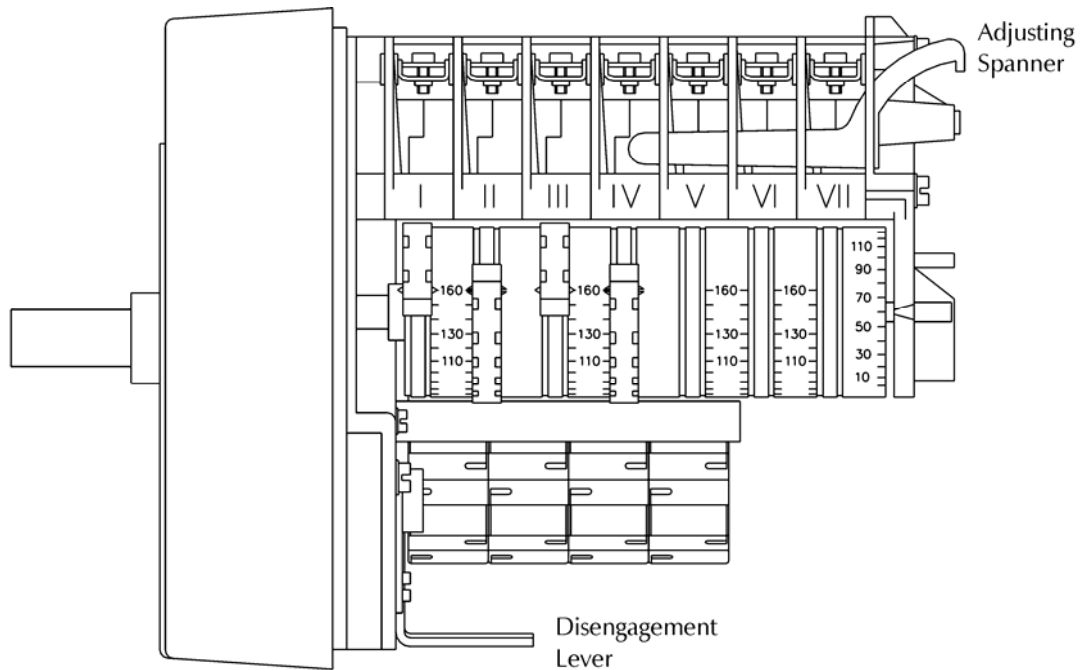 Adjusting
Spanner
I II III IV V VI VII
110
90
160 160 160 160
70
130 130 130 130
50
110 110 110 110
30
10
Disengagement
Lever